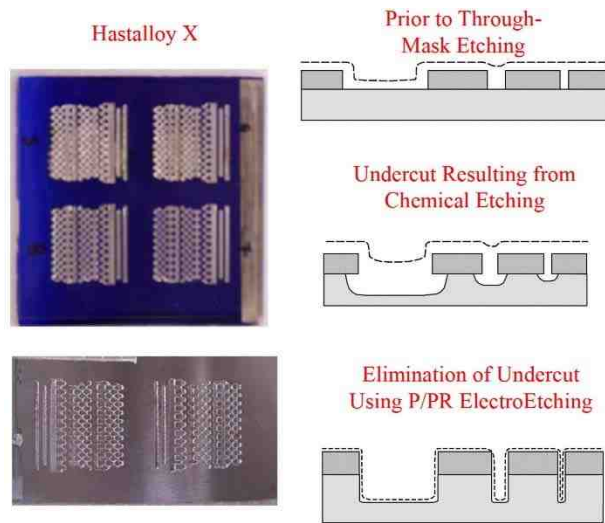 Hastalloy X
Prior to Through-
Mask Etching
Undercut Resulting from
Chemical Etching
Elimination of Undercut
Using P/PR ElectroEtching